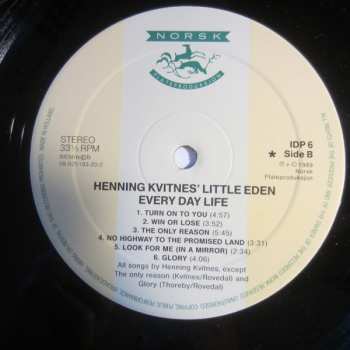 NORSK
PLATEPRODUKSJON
STEREO
33⅓ RPM
IDP 6
* Side B
℗ + © 1989
Norsk
Plateproduksjon
HENNING KVITNES' LITTLE EDEN
EVERY DAY LIFE
1. TURN ON TO YOU (4:57)
2. WIN OR LOSE (3:52)
3. THE ONLY REASON (5:45)
4. NO HIGHWAY TO THE PROMISED LAND (3:31)
5. LOOK FOR ME (IN A MIRROR) (2:34)
6. GLORY (4:06)
All songs by Henning Kvitnes, except
The only reason (Kvitnes/Rovedal) and
Glory (Thoreby/Rovedal)